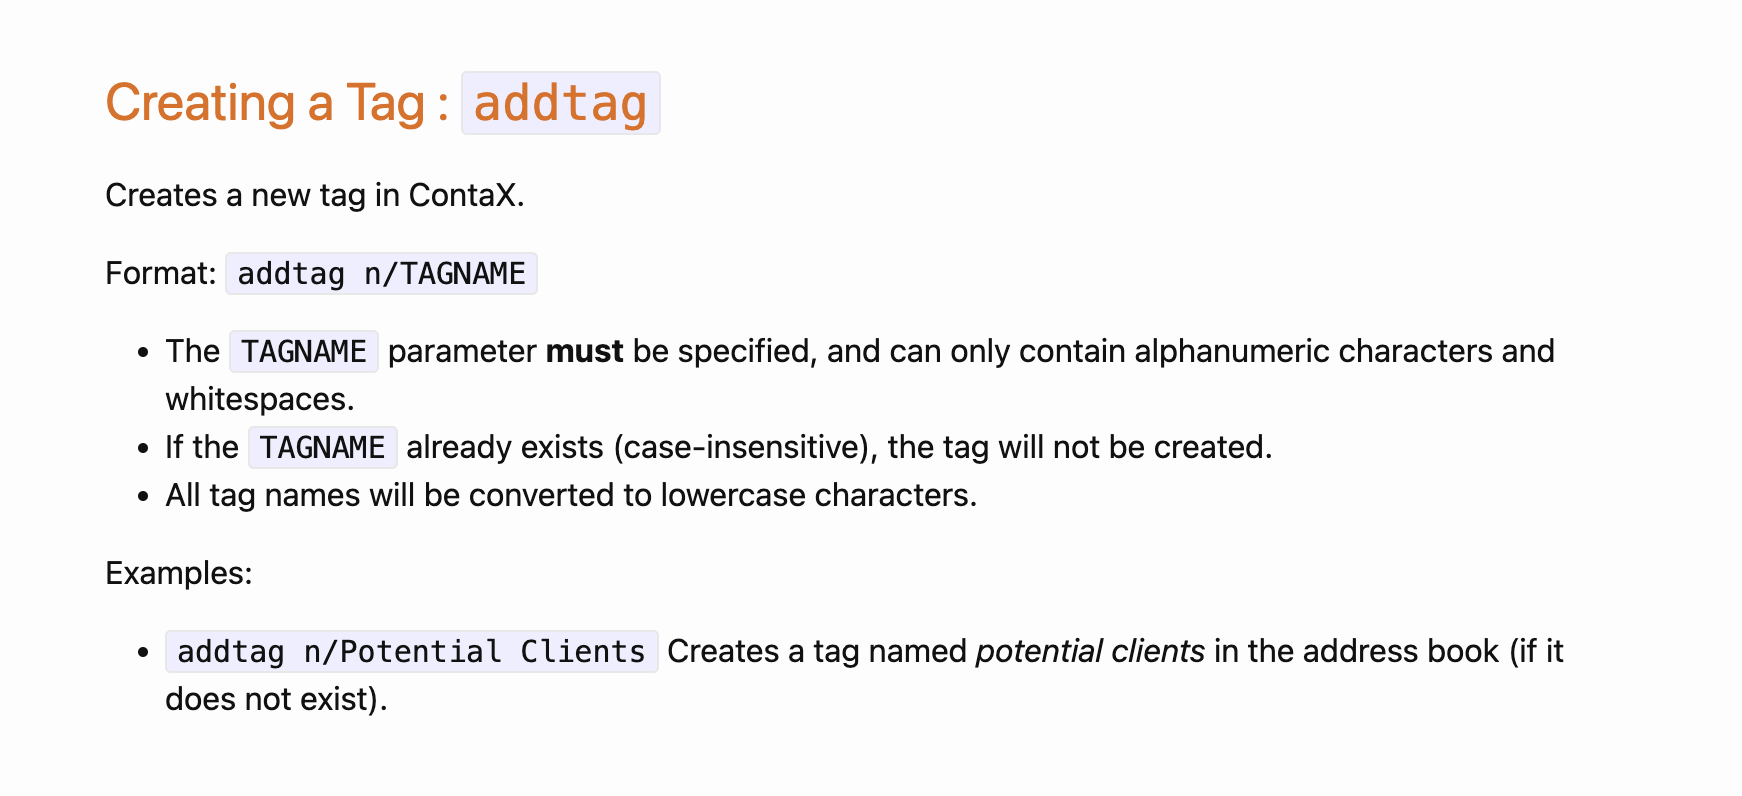 Creating a Tag : addtag
Creates a new tag in ContaX.
Format: addtag n/TAGNAME
• The TAGNAME parameter must be specified, and can only contain alphanumeric characters and
whitespaces.
• If the TAGNAME already exists (case-insensitive), the tag will not be created.
• All tag names will be converted to lowercase characters.
Examples:
• addtag n/Potential Clients Creates a tag named potential clients in the address book (if it
does not exist).